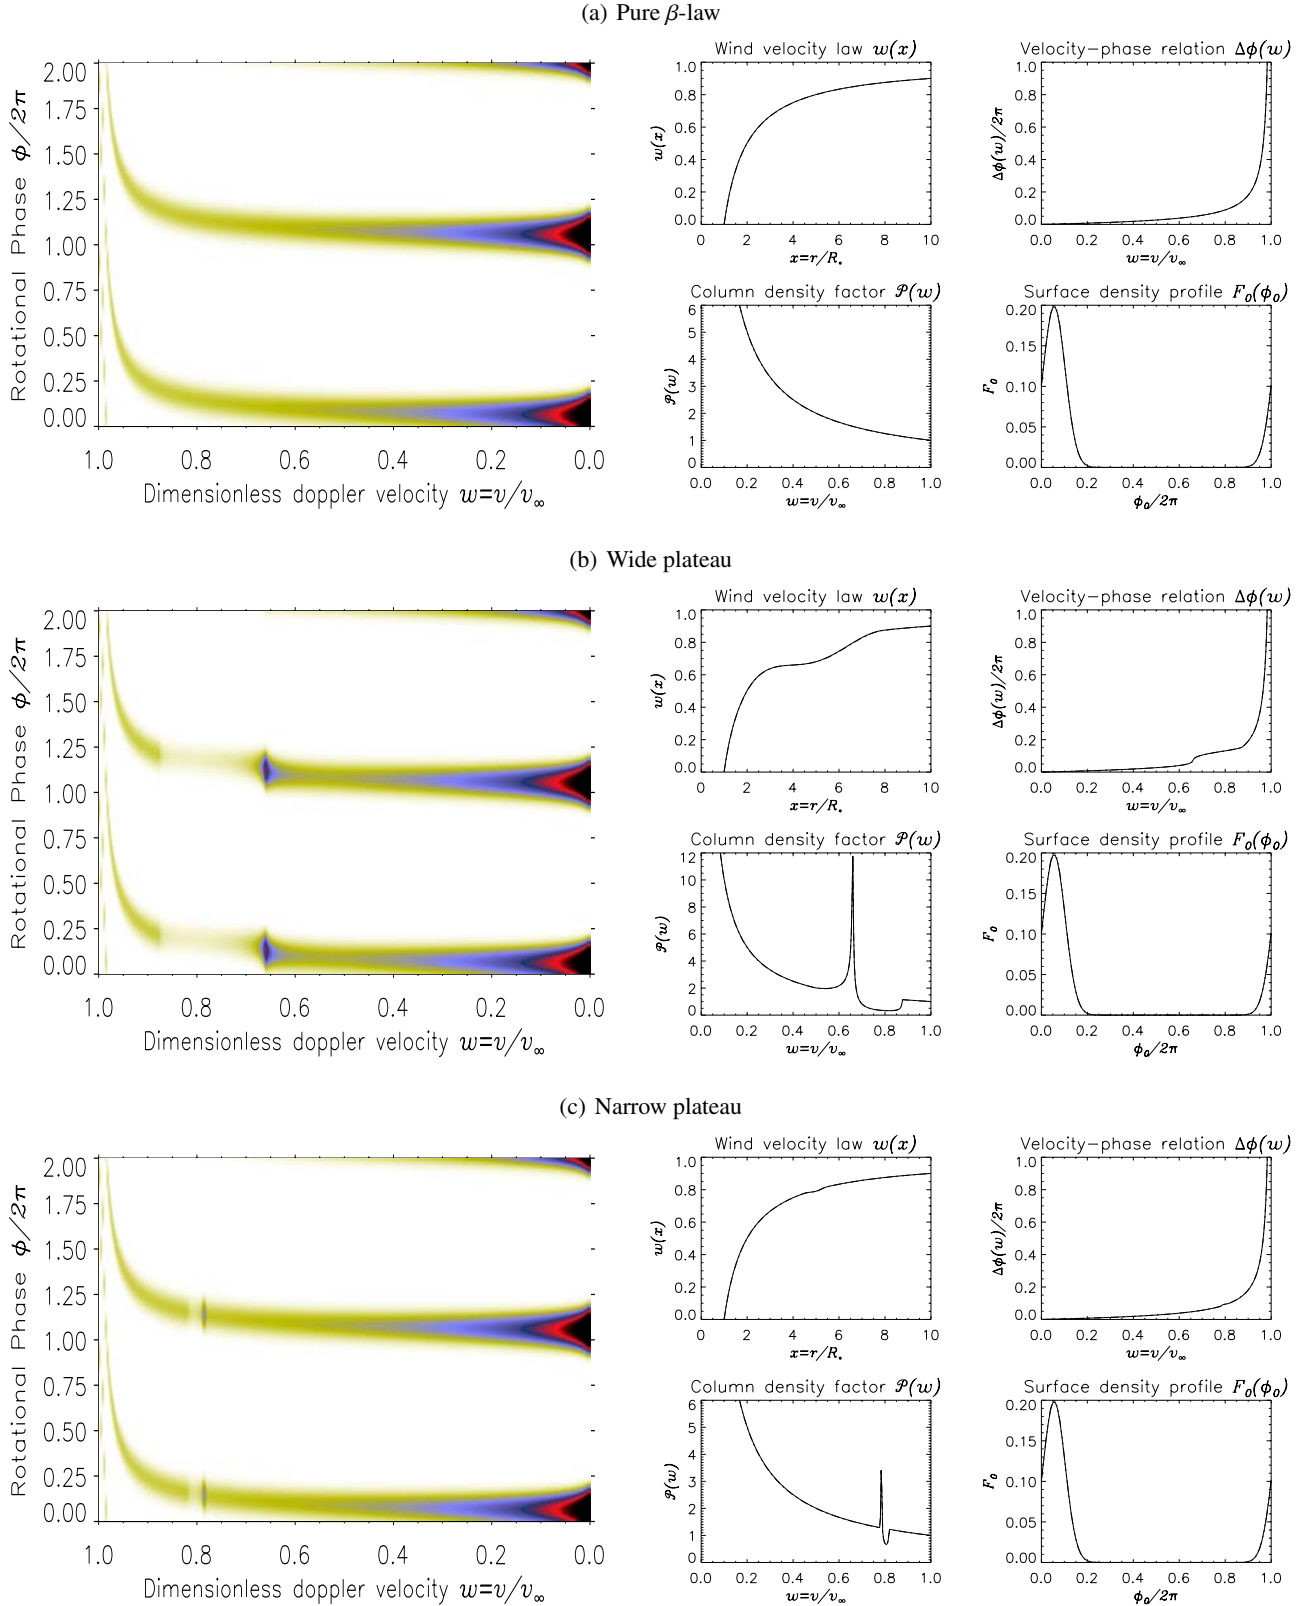 (a) Pure β-law
Rotational Phase ϕ/2π
2.00
1.75
1.50
1.25
1.00
0.75
0.50
0.25
0.00
1.0 0.8 0.6 0.4 0.2 0.0
Dimensionless doppler velocity w=v/v∞
Wind velocity law w(x)
w(x)
1.0
0.8
0.6
0.4
0.2
0.0
0 2 4 6 8 10
x=r/R*
Velocity-phase relation Δϕ(w)
Δϕ(w)/2π
1.0
0.8
0.6
0.4
0.2
0.0
0.0 0.2 0.4 0.6 0.8 1.0
w=v/v∞
Column density factor 𝒫(w)
𝒫(w)
6
5
4
3
2
1
0
0.0 0.2 0.4 0.6 0.8 1.0
w=v/v∞
Surface density profile F₀(ϕ₀)
F₀
0.20
0.15
0.10
0.05
0.00
0.0 0.2 0.4 0.6 0.8 1.0
ϕ₀/2π
(b) Wide plateau
Rotational Phase ϕ/2π
2.00
1.75
1.50
1.25
1.00
0.75
0.50
0.25
0.00
1.0 0.8 0.6 0.4 0.2 0.0
Dimensionless doppler velocity w=v/v∞
Wind velocity law w(x)
w(x)
1.0
0.8
0.6
0.4
0.2
0.0
0 2 4 6 8 10
x=r/R*
Velocity-phase relation Δϕ(w)
Δϕ(w)/2π
1.0
0.8
0.6
0.4
0.2
0.0
0.0 0.2 0.4 0.6 0.8 1.0
w=v/v∞
Column density factor 𝒫(w)
𝒫(w)
12
10
8
6
4
2
0
0.0 0.2 0.4 0.6 0.8 1.0
w=v/v∞
Surface density profile F₀(ϕ₀)
F₀
0.20
0.15
0.10
0.05
0.00
0.0 0.2 0.4 0.6 0.8 1.0
ϕ₀/2π
(c) Narrow plateau
Rotational Phase ϕ/2π
2.00
1.75
1.50
1.25
1.00
0.75
0.50
0.25
0.00
1.0 0.8 0.6 0.4 0.2 0.0
Dimensionless doppler velocity w=v/v∞
Wind velocity law w(x)
w(x)
1.0
0.8
0.6
0.4
0.2
0.0
0 2 4 6 8 10
x=r/R*
Velocity-phase relation Δϕ(w)
Δϕ(w)/2π
1.0
0.8
0.6
0.4
0.2
0.0
0.0 0.2 0.4 0.6 0.8 1.0
w=v/v∞
Column density factor 𝒫(w)
𝒫(w)
6
5
4
3
2
1
0
0.0 0.2 0.4 0.6 0.8 1.0
w=v/v∞
Surface density profile F₀(ϕ₀)
F₀
0.20
0.15
0.10
0.05
0.00
0.0 0.2 0.4 0.6 0.8 1.0
ϕ₀/2π